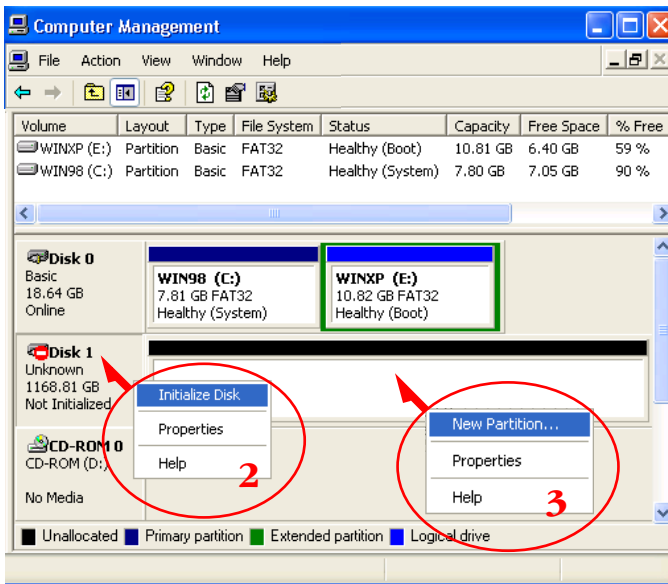 Computer Management
File Action View Window Help
Volume Layout Type File System Status Capacity Free Space % Free
WINXP (E:) Partition Basic FAT32 Healthy (Boot) 10.81 GB 6.40 GB 59 %
WIN98 (C:) Partition Basic FAT32 Healthy (System) 7.80 GB 7.05 GB 90 %
Disk 0
Basic
18.64 GB
Online
WIN98 (C:)
7.81 GB FAT32
Healthy (System)
WINXP (E:)
10.82 GB FAT32
Healthy (Boot)
Disk 1
Unknown
1168.81 GB
Not Initialized
Initialize Disk
Properties
Help
2
New Partition...
Properties
Help
3
CD-ROM 0
CD-ROM (D:)
No Media
Unallocated Primary partition Extended partition Logical drive